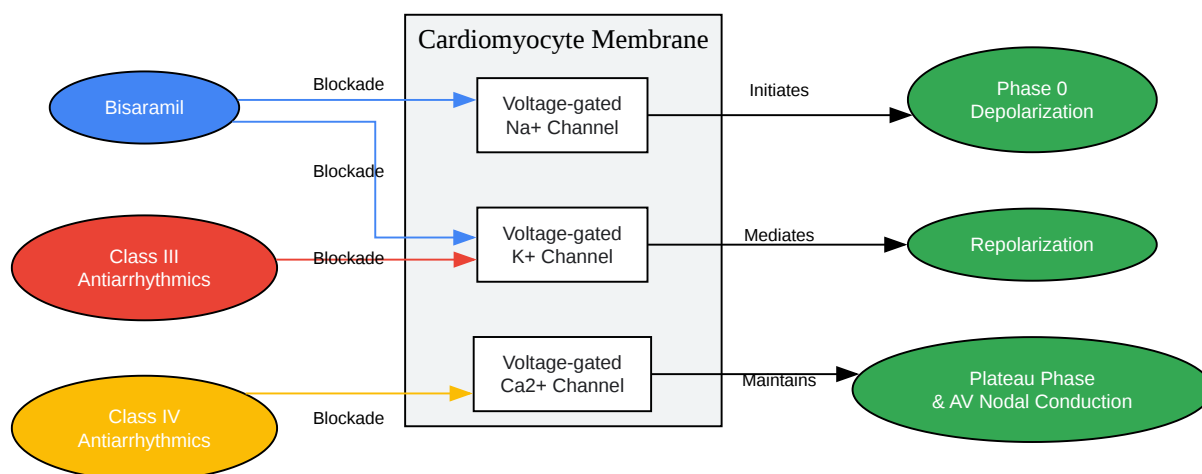 Cardiomyocyte Membrane
Bisaramil
Blockade
Voltage-gated
Na+ Channel
Initiates
Phase 0
Depolarization
Blockade
Class III
Antiarrhythmics
Blockade
Voltage-gated
K+ Channel
Mediates
Repolarization
Class IV
Antiarrhythmics
Blockade
Voltage-gated
Ca2+ Channel
Maintains
Plateau Phase
& AV Nodal Conduction